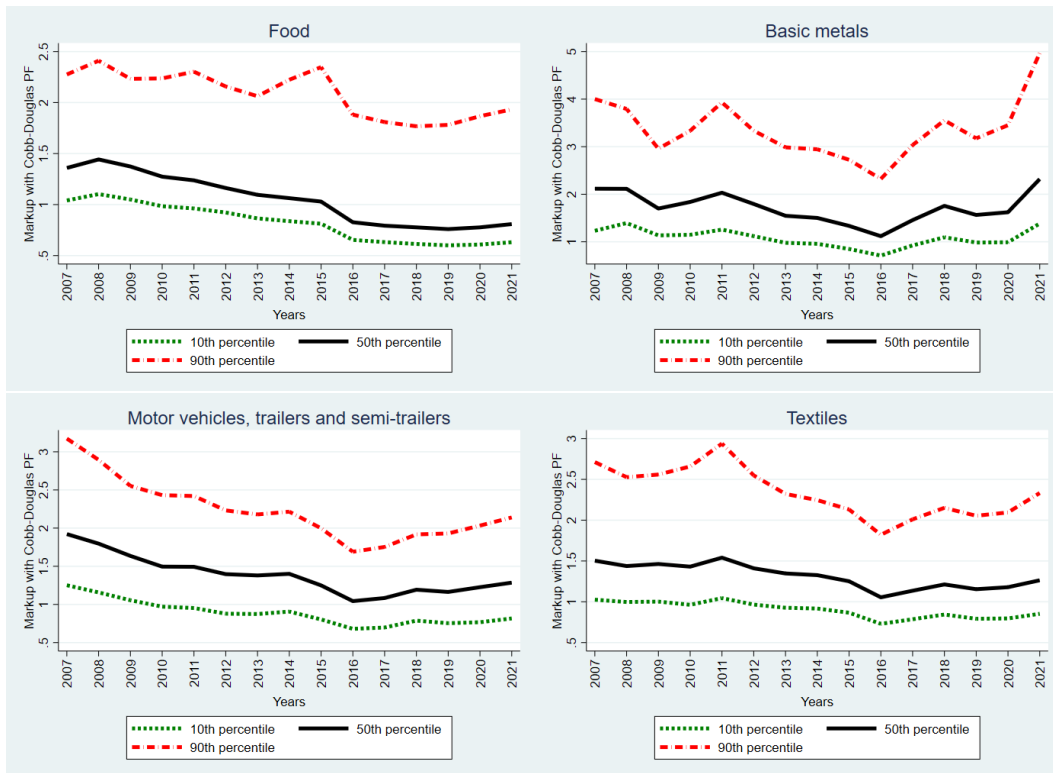 Food
Markup with Cobb-Douglas PF
2.5
2
1.5
1
.5
2007 2008 2009 2010 2011 2012 2013 2014 2015 2016 2017 2018 2019 2020 2021
Years
10th percentile 50th percentile
90th percentile
Basic metals
Markup with Cobb-Douglas PF
5
4
3
2
1
2007 2008 2009 2010 2011 2012 2013 2014 2015 2016 2017 2018 2019 2020 2021
Years
10th percentile 50th percentile
90th percentile
Motor vehicles, trailers and semi-trailers
Markup with Cobb-Douglas PF
3
2.5
2
1.5
1
.5
2007 2008 2009 2010 2011 2012 2013 2014 2015 2016 2017 2018 2019 2020 2021
Years
10th percentile 50th percentile
90th percentile
Textiles
Markup with Cobb-Douglas PF
3
2.5
2
1.5
1
.5
2007 2008 2009 2010 2011 2012 2013 2014 2015 2016 2017 2018 2019 2020 2021
Years
10th percentile 50th percentile
90th percentile